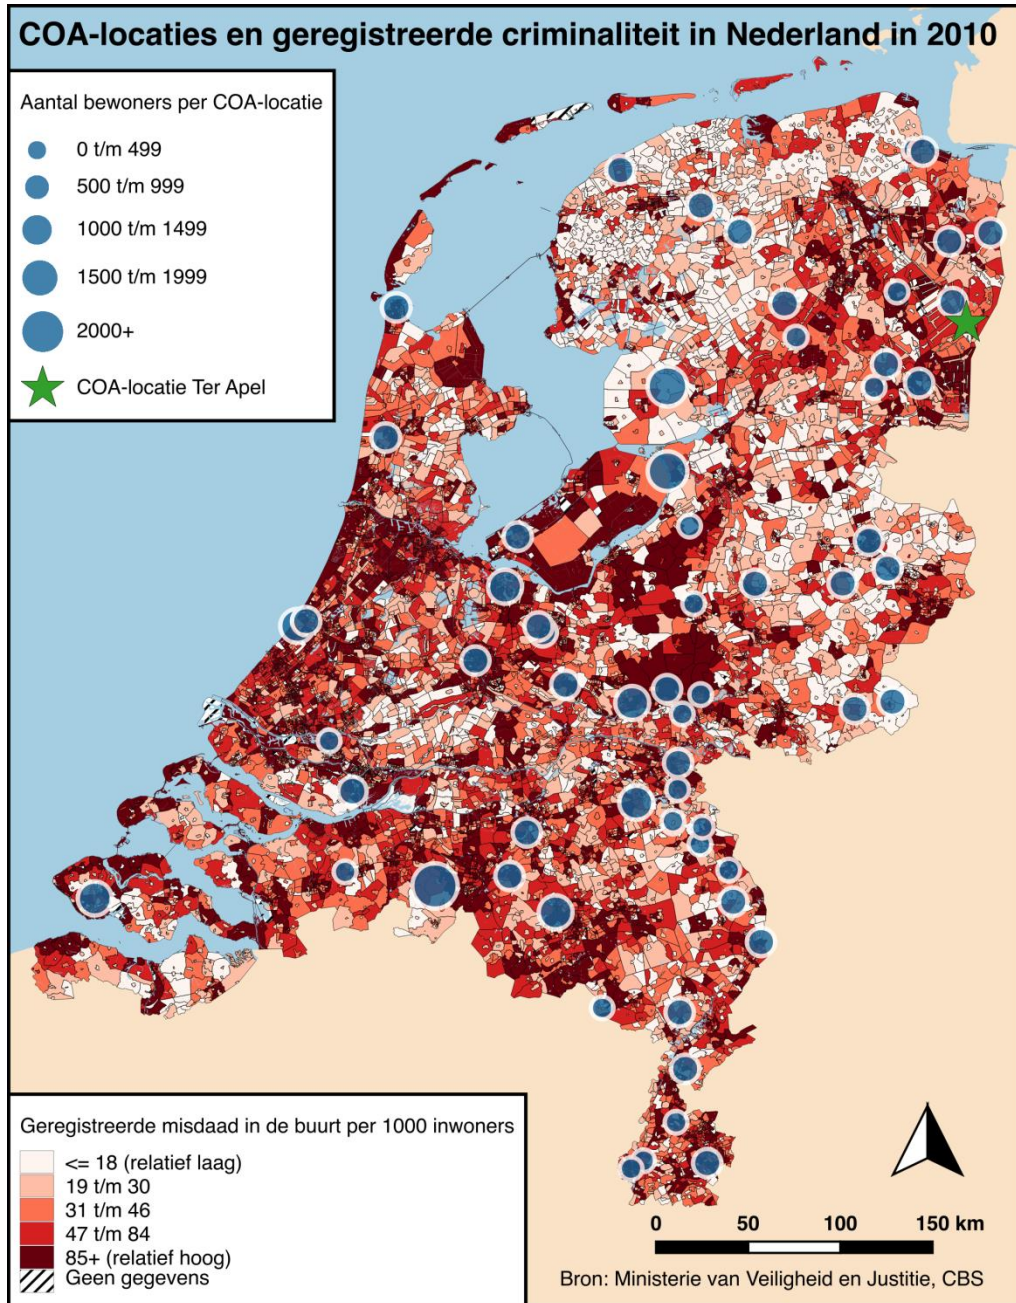 COA-locaties en geregistreerde criminaliteit in Nederland in 2010
Aantal bewoners per COA-locatie
0 t/m 499
500 t/m 999
1000 t/m 1499
1500 t/m 1999
2000+
COA-locatie Ter Apel
Geregistreerde misdaad in de buurt per 1000 inwoners
<= 18 (relatief laag)
19 t/m 30
31 t/m 46
47 t/m 84
85+ (relatief hoog)
Geen gegevens
0 50 100 150 km
Bron: Ministerie van Veiligheid en Justitie, CBS